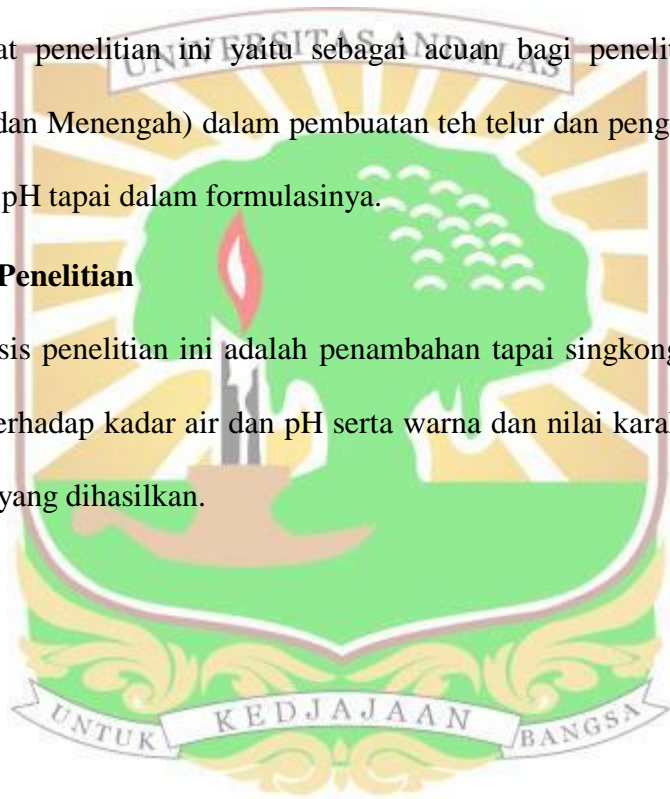 UNIVERSITAS ANDALAS
at penelitian ini yaitu sebagai acuan bagi penelit
dan Menengah) dalam pembuatan teh telur dan peng
pH tapai dalam formulasinya.
Penelitian
sis penelitian ini adalah penambahan tapai singkong
erhadap kadar air dan pH serta warna dan nilai kara
yang dihasilkan.
UNTUK KEDJAJAAN BANGSA